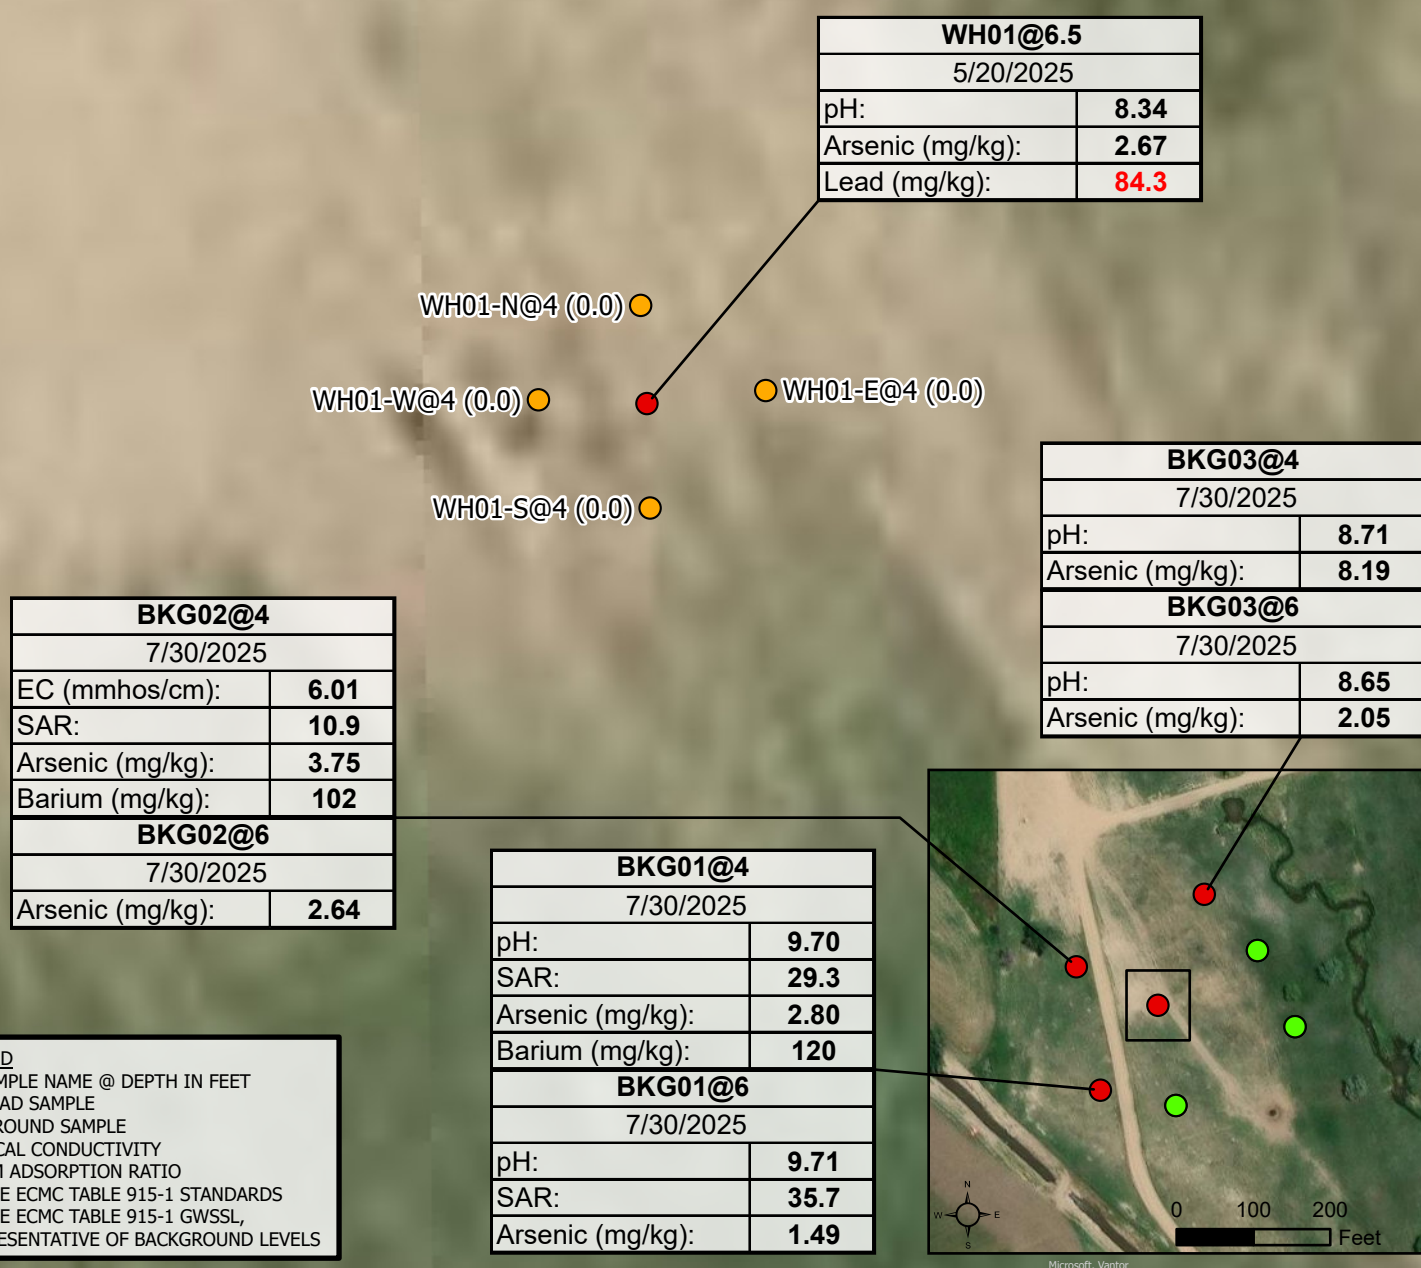 WH01@6.5
5/20/2025
pH: 8.34
Arsenic (mg/kg): 2.67
Lead (mg/kg): 84.3
WH01-N@4 (0.0)
WH01-W@4 (0.0)
WH01-E@4 (0.0)
WH01-S@4 (0.0)
BKG03@4
7/30/2025
pH: 8.71
Arsenic (mg/kg): 8.19
BKG03@6
7/30/2025
pH: 8.65
Arsenic (mg/kg): 2.05
BKG02@4
7/30/2025
EC (mmhos/cm): 6.01
SAR: 10.9
Arsenic (mg/kg): 3.75
Barium (mg/kg): 102
BKG02@6
7/30/2025
Arsenic (mg/kg): 2.64
BKG01@4
7/30/2025
pH: 9.70
SAR: 29.3
Arsenic (mg/kg): 2.80
Barium (mg/kg): 120
BKG01@6
7/30/2025
pH: 9.71
SAR: 35.7
Arsenic (mg/kg): 1.49
D
MPLE NAME @ DEPTH IN FEET
AD SAMPLE
ROUND SAMPLE
CAL CONDUCTIVITY
M ADSORPTION RATIO
E ECMC TABLE 915-1 STANDARDS
E ECMC TABLE 915-1 GWSSL,
ESENTATIVE OF BACKGROUND LEVELS
N
W E
S
0 100 200
Feet
Microsoft, Vantor